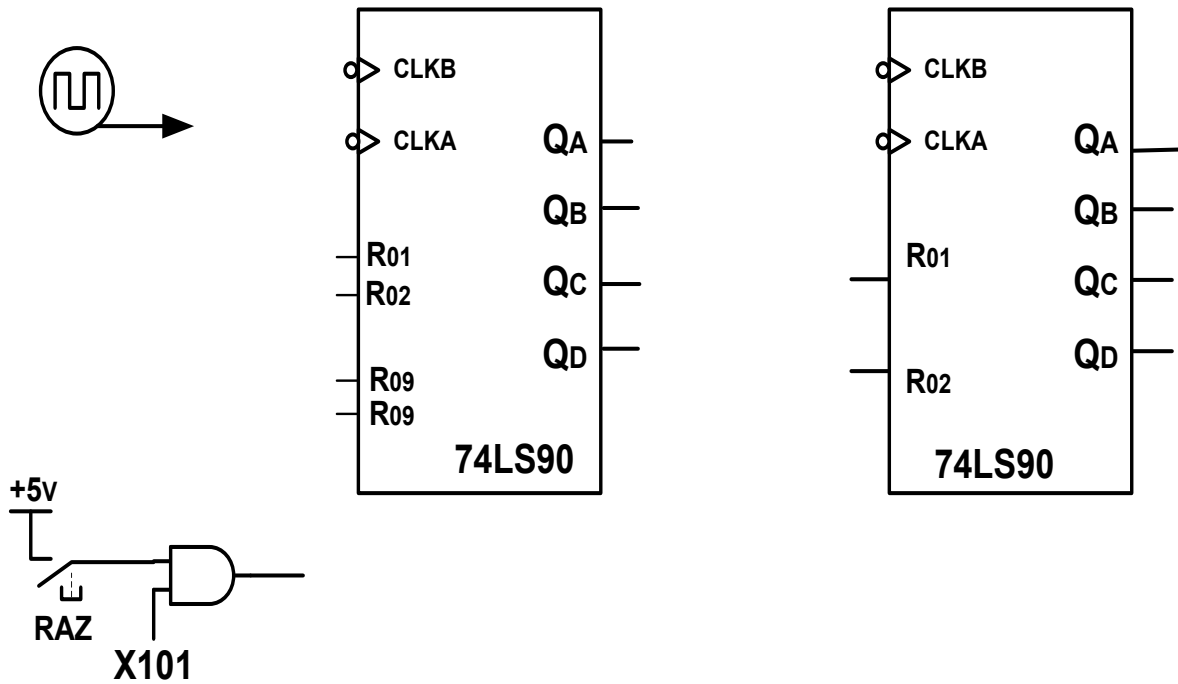 CLKB
CLKA
QA
QB
QC
QD
R01
R02
R09
R09
74LS90
CLKB
CLKA
QA
QB
QC
QD
R01
R02
74LS90
+5V
RAZ
X101